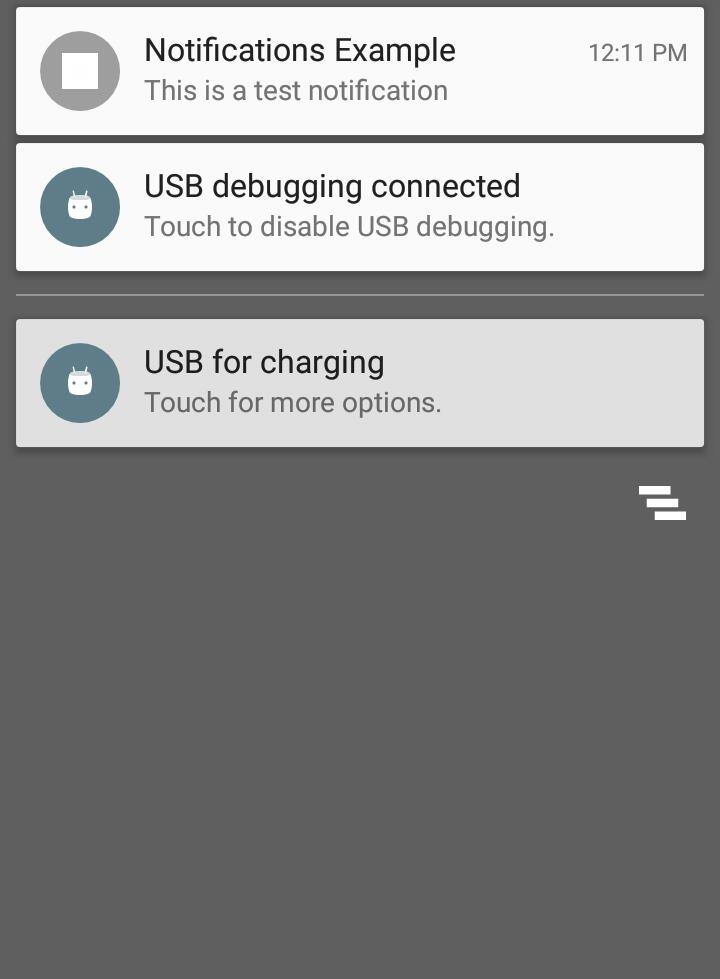 Notifications Example 12:11 PM
This is a test notification
USB debugging connected
Touch to disable USB debugging.
USB for charging
Touch for more options.